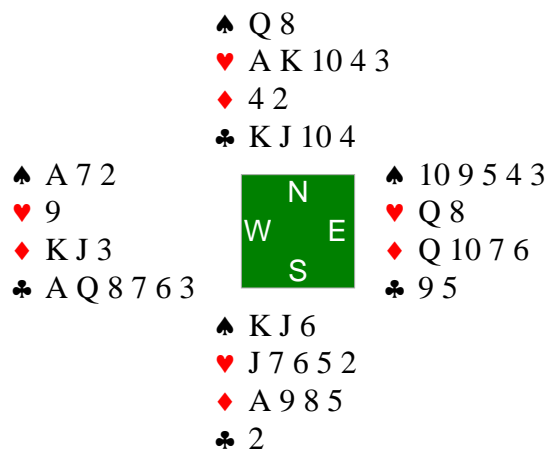 ♠ Q 8
♥ A K 10 4 3
♦ 4 2
♣ K J 10 4
♠ A 7 2
♥ 9
♦ K J 3
♣ A Q 8 7 6 3
N
W E
S
♠ 10 9 5 4 3
♥ Q 8
♦ Q 10 7 6
♣ 9 5
♠ K J 6
♥ J 7 6 5 2
♦ A 9 8 5
♣ 2